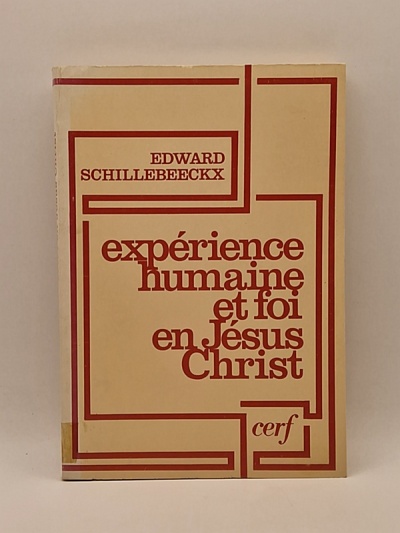 EDWARD
SCHILLEBEECKX
expérience
humaine
et foi
en Jésus
Christ
cerf